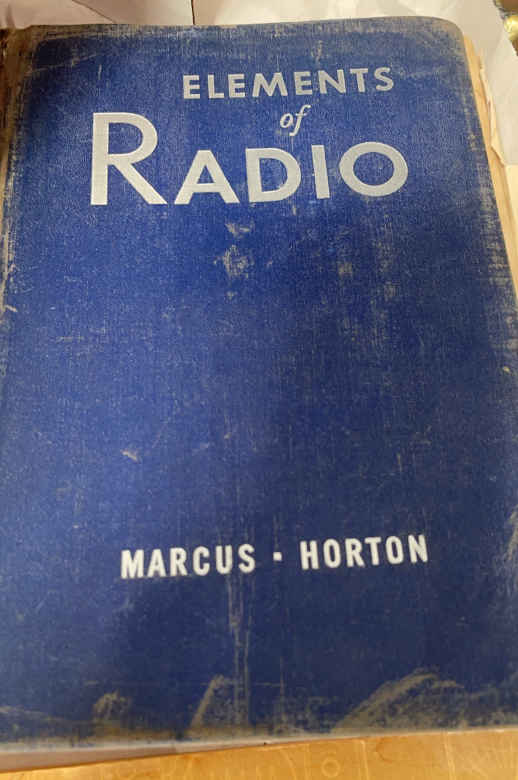 ELEMENTS
of
RADIO
MARCUS · HORTON